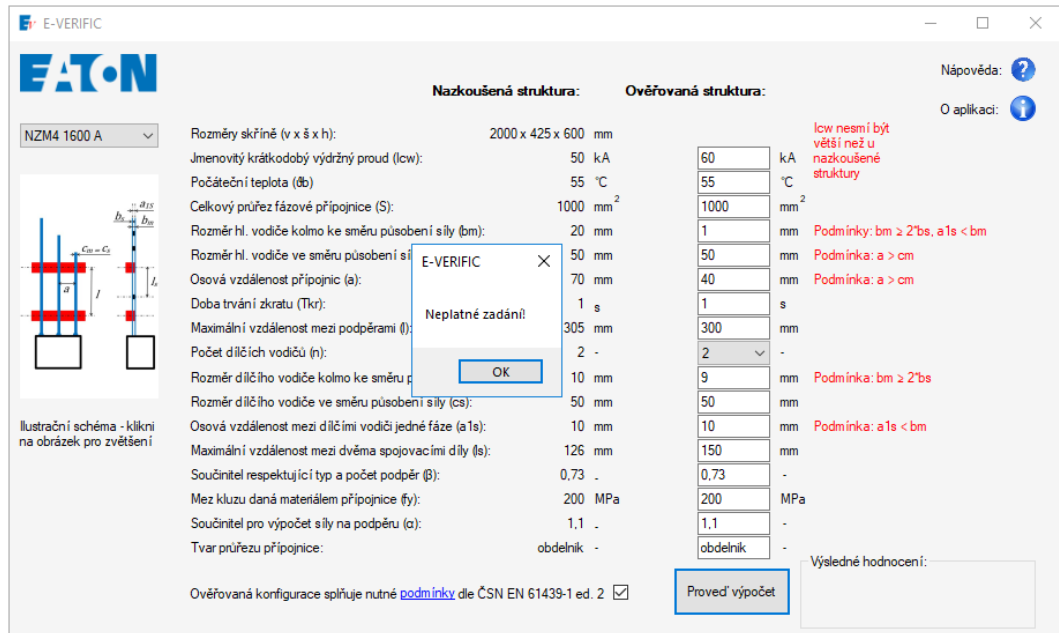 E-VERIFIC
EATON
Nápověda:
Nazkoušená struktura: Ověřovaná struktura:
O aplikaci:
NZM4 1600 A
Rozměry skříně (v x š x h): 2000 x 425 x 600 mm
Icw nesmí být
větší než u
nazkoušené
struktury
Jmenovitý krátkodobý výdržný proud (Icw): 50 kA 60 kA
Počáteční teplota (ϑb) 55 °C 55 °C
Celkový průřez fázové přípojnice (S): 1000 mm² 1000 mm²
Rozměr hl. vodiče kolmo ke směru působení síly (bm): 20 mm 1 mm Podmínky: bm ≥ 2*bs, a1s < bm
Rozměr hl. vodiče ve směru působení sí 50 mm 50 mm Podmínka: a > cm
Osová vzdálenost přípojnic (a): 70 mm 40 mm Podmínka: a > cm
Doba trvání zkratu (Tkr): 1 s 1 s
Maximální vzdálenost mezi podpěrami (l): 305 mm 300 mm
Počet dílčích vodičů (n): 2 - 2 -
Rozměr dílčího vodiče kolmo ke směru p 10 mm 9 mm Podmínka: bm ≥ 2*bs
Rozměr dílčího vodiče ve směru působení síly (cs): 50 mm 50 mm
Osová vzdálenost mezi dílčími vodiči jedné fáze (a1s): 10 mm 10 mm Podmínka: a1s < bm
Maximální vzdálenost mezi dvěma spojovacími díly (ls): 126 mm 150 mm
Součinitel respektující typ a počet podpěr (β): 0,73 - 0,73 -
Mez kluzu daná materiálem přípojnice (fy): 200 MPa 200 MPa
Součinitel pro výpočet síly na podpěru (α): 1,1 - 1,1 -
Tvar průřezu přípojnice: obdelnik - obdelnik -
E-VERIFIC
Neplatné zadání!
OK
a1s
bs bm
cm = cs
a l ls
Ilustrační schéma - klikni
na obrázek pro zvětšení
Výsledné hodnocení:
Ověřovaná konfigurace splňuje nutné podmínky dle ČSN EN 61439-1 ed. 2
Proveď výpočet